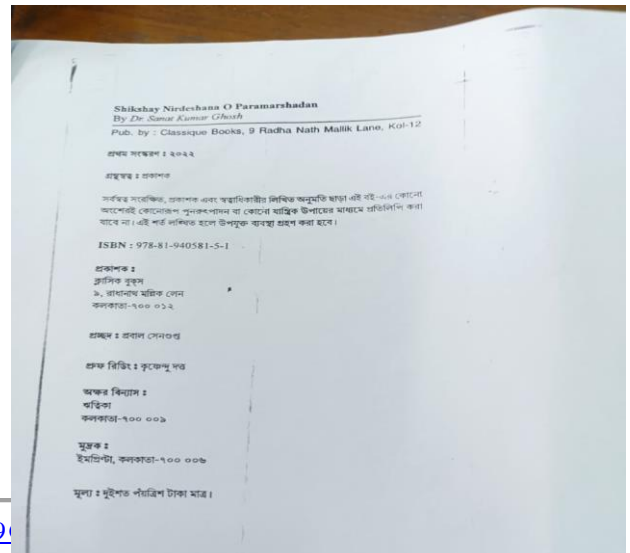 Shikshay Nirdeshana O Paramarshadan
By Dr. Sanat Kumar Ghosh
Pub. by : Classique Books, 9 Radha Nath Mallik Lane, Kol-12
প্রথম সংস্করণ : ২০২২
গ্রন্থস্বত্ব : প্রকাশক
সর্বস্বত্ব সংরক্ষিত, প্রকাশক এবং স্বত্বাধিকারীর লিখিত অনুমতি ছাড়া এই বই-এর কোনো
অংশেরই কোনোরূপ পুনরুৎপাদন বা কোনো যান্ত্রিক উপায়ের মাধ্যমে প্রতিলিপি করা
যাবে না। এই শর্ত লঙ্ঘিত হলে উপযুক্ত ব্যবস্থা গ্রহণ করা হবে।
ISBN : 978-81-940581-5-1
প্রকাশক :
ক্লাসিক বুক্‌স
৯, রাধানাথ মল্লিক লেন
কলকাতা-৭০০ ০১২
প্রচ্ছদ : প্রবাল সেনগুপ্ত
প্রুফ রিডিং : কৃষ্ণেন্দু দত্ত
অক্ষর বিন্যাস :
ঋত্বিকা
কলকাতা-৭০০ ০০৯
মুদ্রক :
ইমপ্রিন্টা, কলকাতা-৭০০ ০০৬
মূল্য : দুইশত পঁয়ত্রিশ টাকা মাত্র।